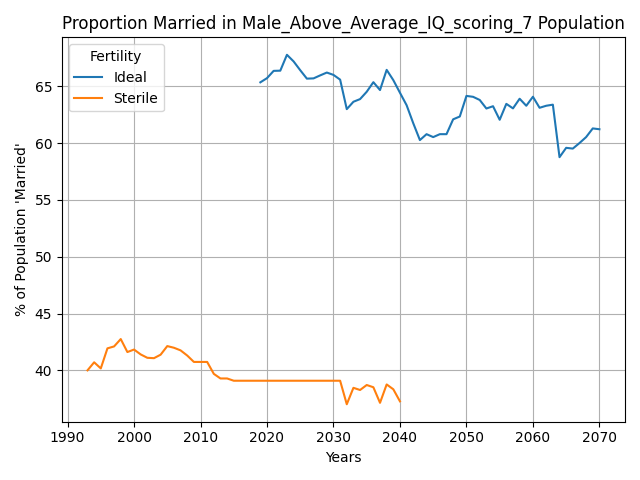 Proportion Married in Male_Above_Average_IQ_scoring_7 Population
Fertility
Ideal
Sterile
% of Population 'Married'
65
60
55
50
45
40
1990 2000 2010 2020 2030 2040 2050 2060 2070
Years